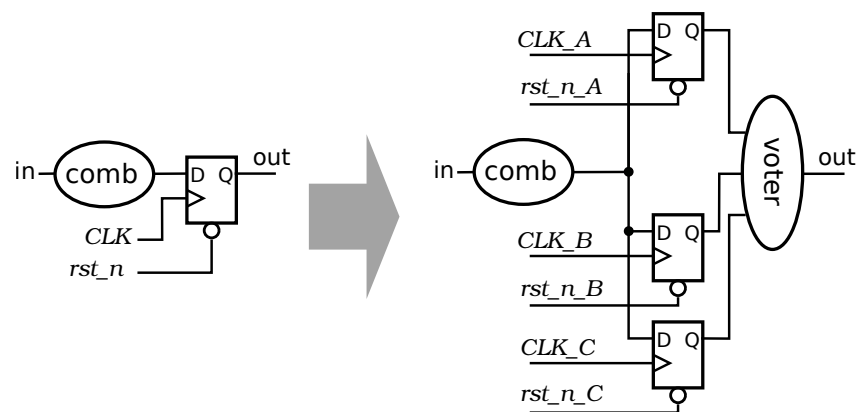 in
comb
D Q
out
CLK
rst_n
CLK_A
D Q
rst_n_A
in
comb
voter
out
CLK_B
D Q
rst_n_B
CLK_C
D Q
rst_n_C